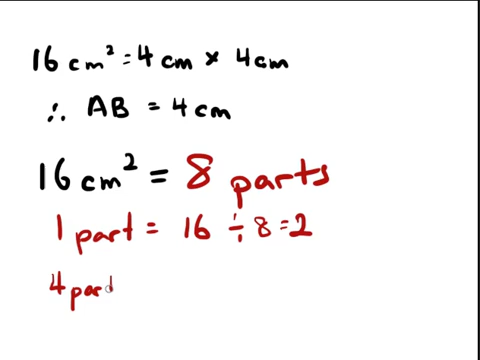 16 cm² = 4 cm × 4 cm
∴ AB = 4 cm
16 cm² = 8 parts
1 part = 16 ÷ 8 = 2
4 par